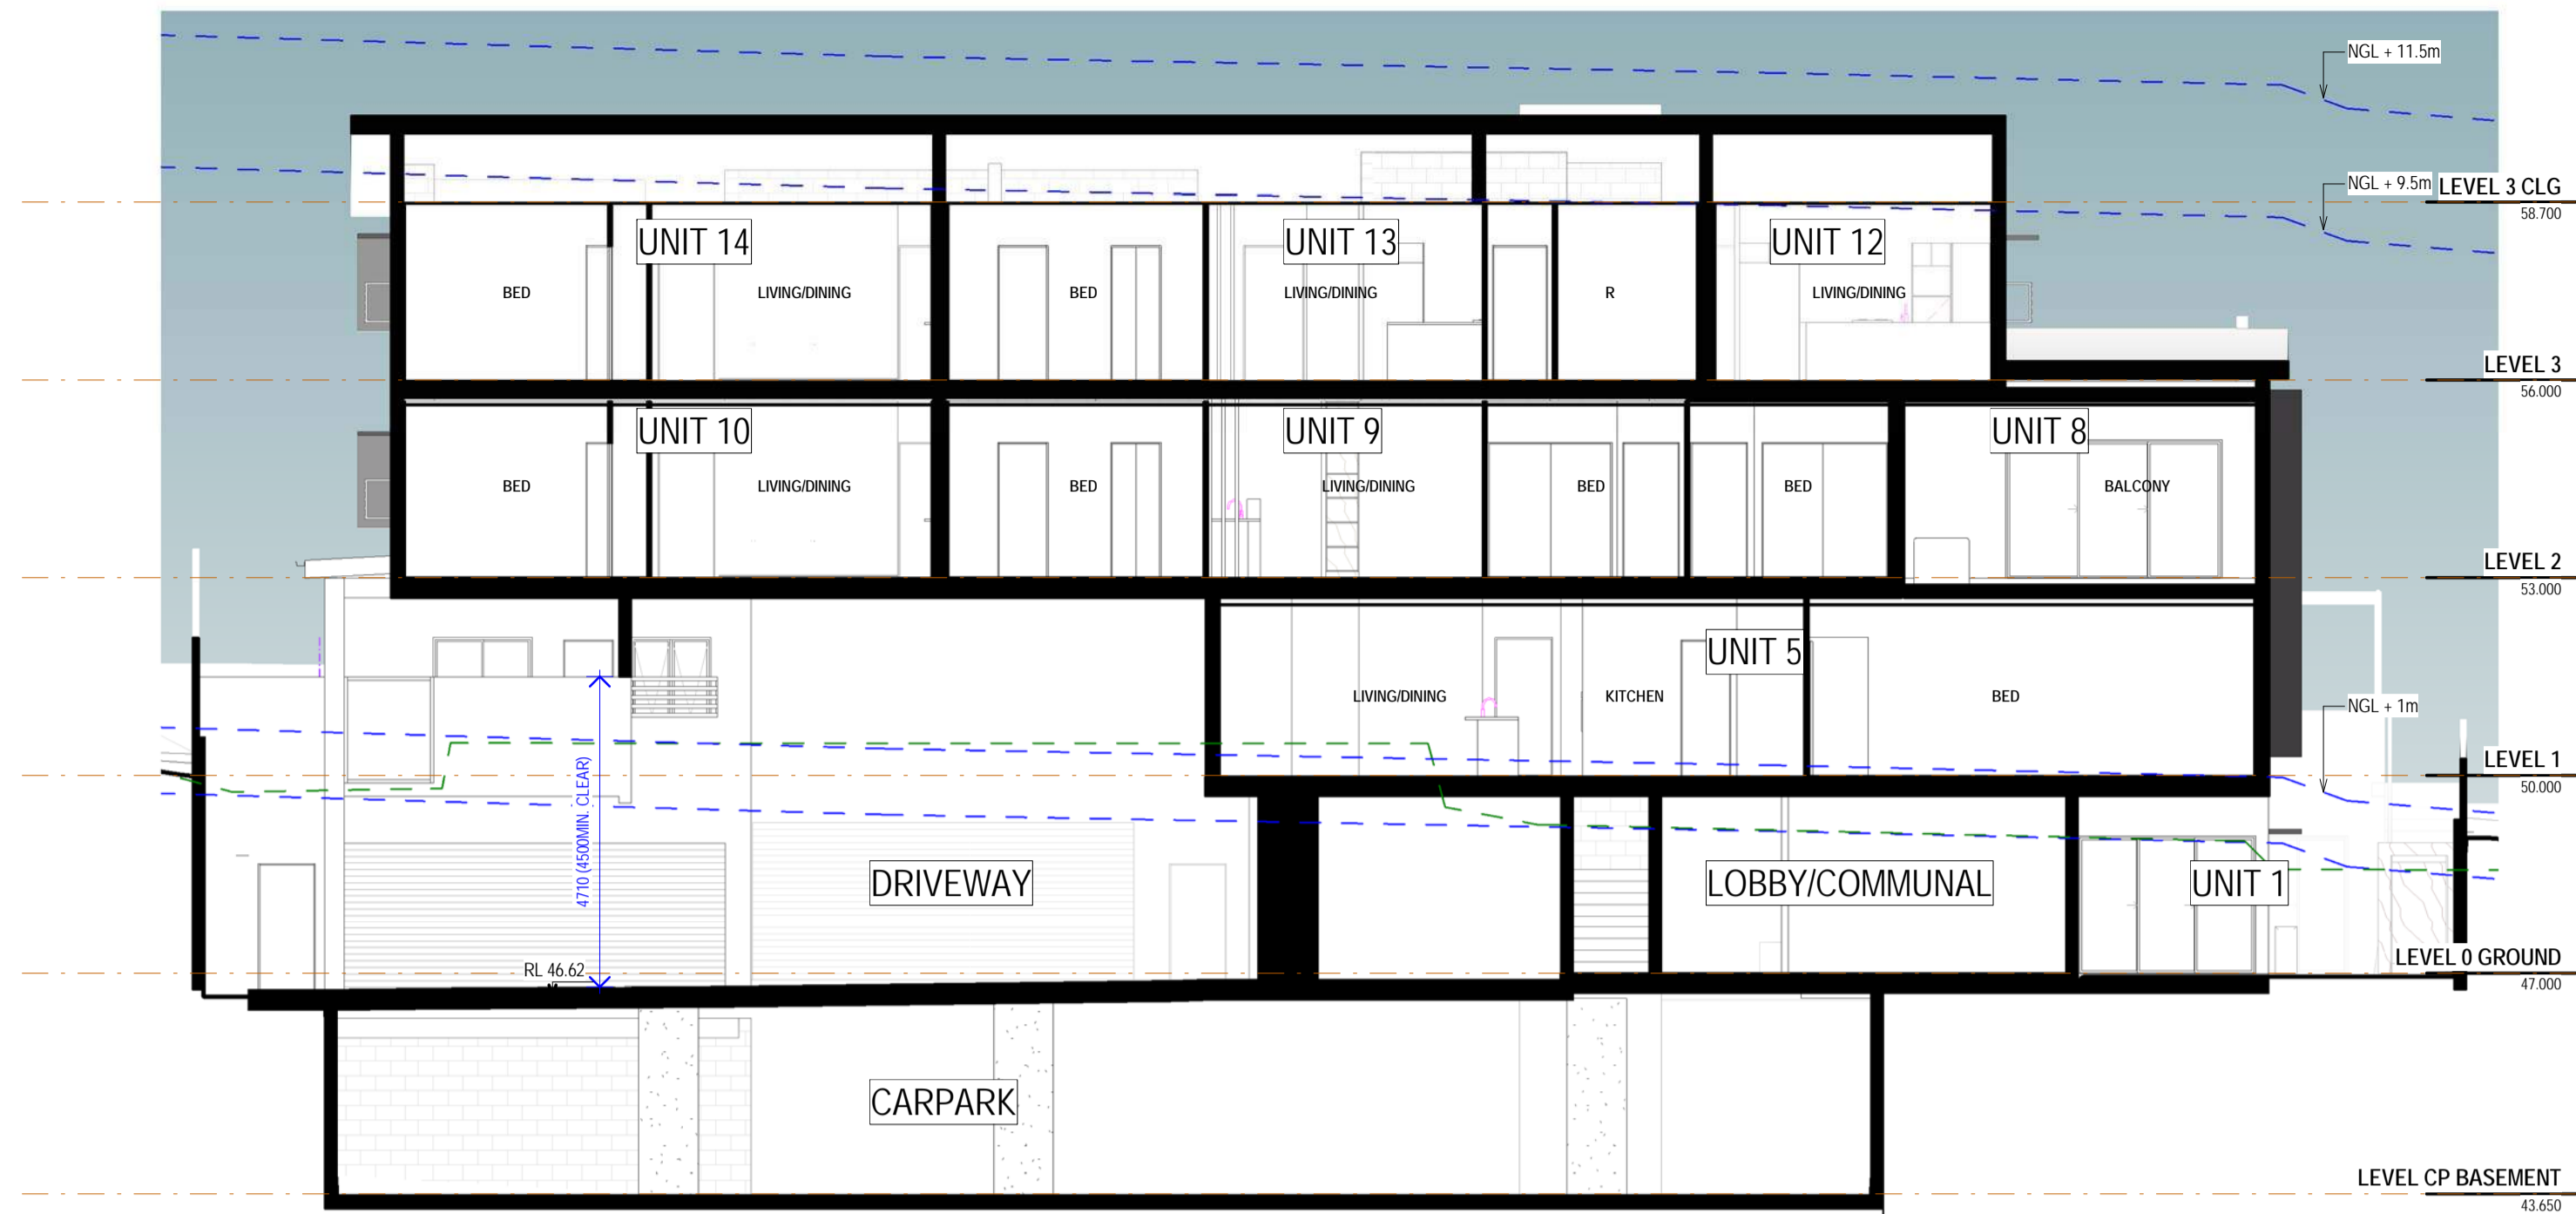 NGL + 11.5m
NGL + 9.5m
LEVEL 3 CLG
58.700
UNIT 14
UNIT 13
UNIT 12
BED
LIVING/DINING
BED
LIVING/DINING
R
LIVING/DINING
LEVEL 3
56.000
UNIT 10
UNIT 9
UNIT 8
BED
LIVING/DINING
BED
LIVING/DINING
BED
BED
BALCONY
LEVEL 2
53.000
UNIT 5
LIVING/DINING
KITCHEN
BED
NGL + 1m
LEVEL 1
50.000
4710 (4500MIN. CLEAR)
DRIVEWAY
LOBBY/COMMUNAL
UNIT 1
RL 46.62
LEVEL 0 GROUND
47.000
CARPARK
LEVEL CP BASEMENT
43.650